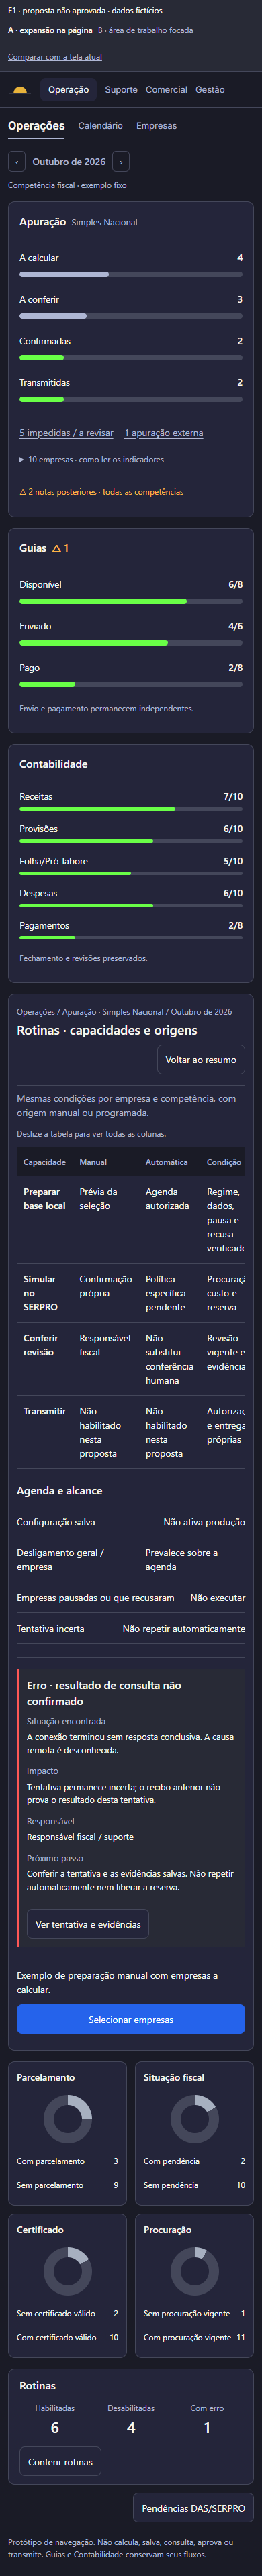 F1 · proposta não aprovada · dados fictícios
A · expansão na página B · área de trabalho focada
Comparar com a tela atual
Operação Suporte Comercial Gestão
Operações Calendário Empresas
‹ Outubro de 2026 ›
Competência fiscal · exemplo fixo
Apuração Simples Nacional
A calcular 4
A conferir 3
Confirmadas 2
Transmitidas 2
5 impedidas / a revisar 1 apuração externa
▶ 10 empresas · como ler os indicadores
△ 2 notas posteriores · todas as competências
Guias △ 1
Disponível 6/8
Enviado 4/6
Pago 2/8
Envio e pagamento permanecem independentes.
Contabilidade
Receitas 7/10
Provisões 6/10
Folha/Pró-labore 5/10
Despesas 6/10
Pagamentos 2/8
Fechamento e revisões preservados.
Operações / Apuração · Simples Nacional / Outubro de 2026
Rotinas · capacidades e origens
Voltar ao resumo
Mesmas condições por empresa e competência, com
origem manual ou programada.
Deslize a tabela para ver todas as colunas.
Capacidade Manual Automática Condição
Preparar Prévia da Agenda Regime,
base local seleção autorizada dados,
pausa e
recusa
verificado
Simular Confirmação Política Procuraç
no própria específica custo e
SERPRO pendente reserva
Conferir Responsável Não Revisão
revisão fiscal substitui vigente e
conferência evidência
humana
Transmitir Não Não Autorizaç
habilitado habilitado e entrega
nesta nesta próprias
proposta proposta
Agenda e alcance
Configuração salva Não ativa produção
Desligamento geral / Prevalece sobre a
empresa agenda
Empresas pausadas ou que recusaram Não executar
Tentativa incerta Não repetir automaticamente
Erro · resultado de consulta não
confirmado
Situação encontrada
A conexão terminou sem resposta conclusiva. A causa
remota é desconhecida.
Impacto
Tentativa permanece incerta; o recibo anterior não
prova o resultado desta tentativa.
Responsável
Responsável fiscal / suporte
Próximo passo
Conferir a tentativa e as evidências salvas. Não repetir
automaticamente nem liberar a reserva.
Ver tentativa e evidências
Exemplo de preparação manual com empresas a
calcular.
Selecionar empresas
Parcelamento
Com parcelamento 3
Sem parcelamento 9
Situação fiscal
Com pendência 2
Sem pendência 10
Certificado
Sem certificado válido 2
Com certificado válido 10
Procuração
Sem procuração vigente 1
Com procuração vigente 11
Rotinas
Habilitadas Desabilitadas Com erro
6 4 1
Conferir rotinas
Pendências DAS/SERPRO
Protótipo de navegação. Não calcula, salva, consulta, aprova ou
transmite. Guias e Contabilidade conservam seus fluxos.